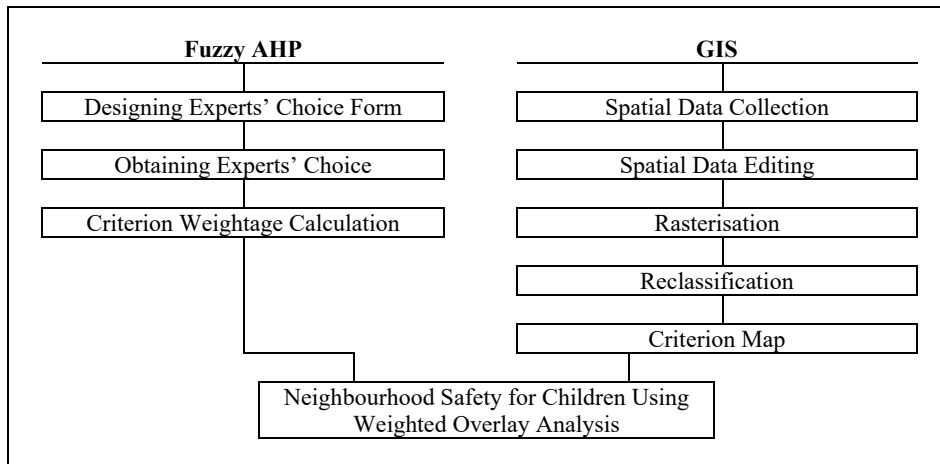 Fuzzy AHP
Designing Experts’ Choice Form
Obtaining Experts’ Choice
Criterion Weightage Calculation
GIS
Spatial Data Collection
Spatial Data Editing
Rasterisation
Reclassification
Criterion Map
Neighbourhood Safety for Children Using
Weighted Overlay Analysis